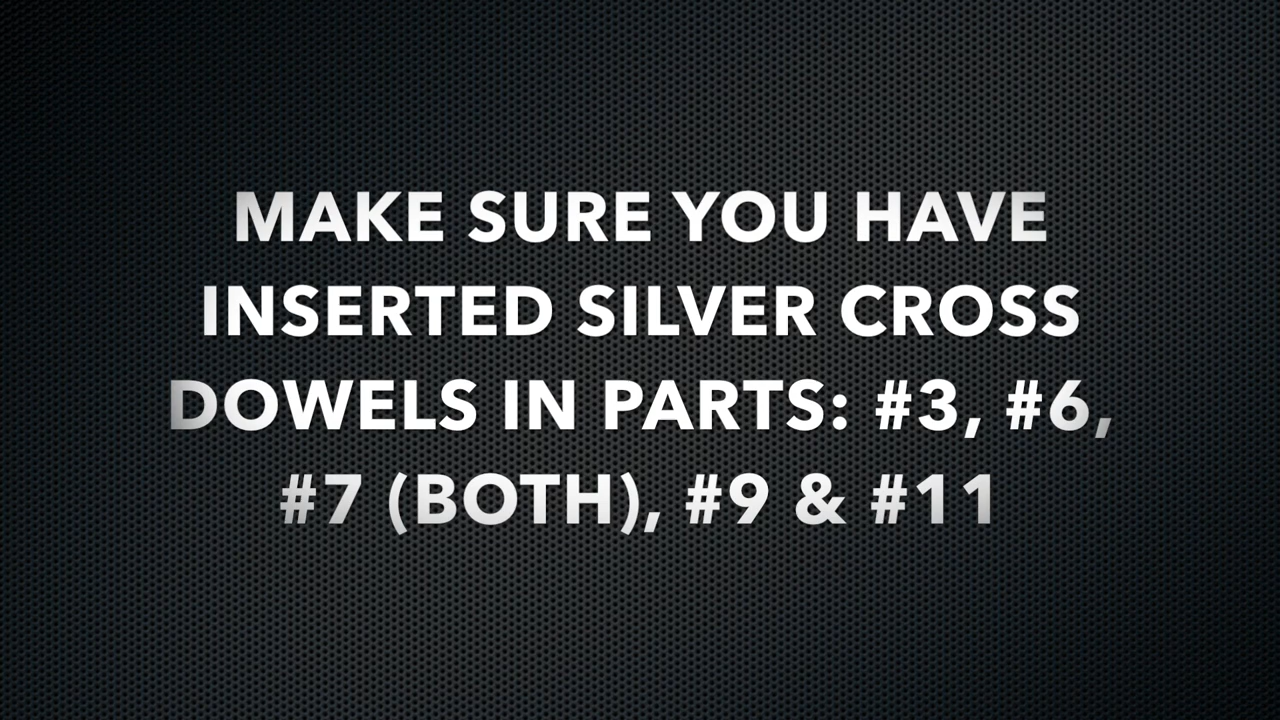 MAKE SURE YOU HAVE
INSERTED SILVER CROSS
DOWELS IN PARTS: #3, #6,
#7 (BOTH), #9 & #11